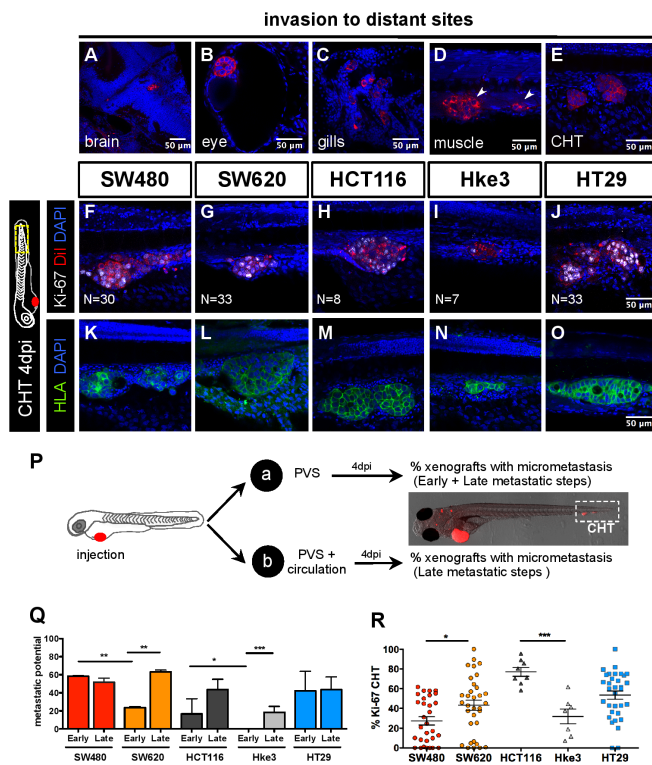 invasion to distant sites
A B C D E
brain eye gills muscle CHT
50 µm 50 µm 50 µm 50 µm 50 µm
SW480 SW620 HCT116 Hke3 HT29
CHT 4dpi
Ki-67 DiI DAPI
F G H I J
N=30 N=33 N=8 N=7 N=33
50 µm
HLA DAPI
K L M N O
50 µm
P
injection
a PVS 4dpi % xenografts with micrometastasis
(Early + Late metastatic steps)
CHT
b PVS + circulation 4dpi % xenografts with micrometastasis
(Late metastatic steps )
Q
metastatic potential
100
80
60
40
20
0
** ** * ***
Early Late Early Late Early Late Early Late Early Late
SW480 SW620 HCT116 Hke3 HT29
R
% Ki-67 CHT
100
80
60
40
20
0
* ***
SW480 SW620 HCT116 Hke3 HT29